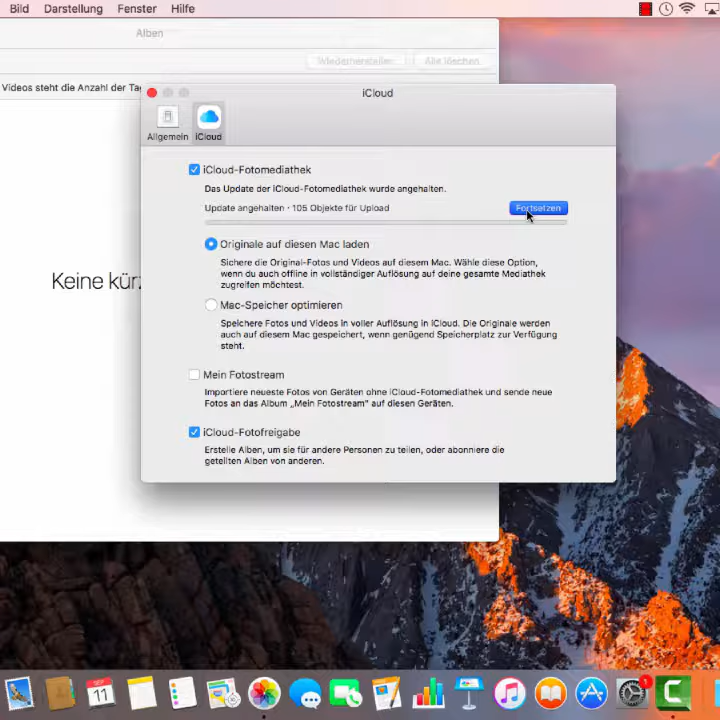 Bild Darstellung Fenster Hilfe
Alben
Wiederherstellen Alle löschen
Videos steht die Anzahl der Ta
iCloud
Allgemein iCloud
iCloud-Fotomediathek
Das Update der iCloud-Fotomediathek wurde angehalten.
Update angehalten · 105 Objekte für Upload
Fortsetzen
Originale auf diesen Mac laden
Sichere die Original-Fotos und Videos auf diesem Mac. Wähle diese Option,
wenn du auch offline in vollständiger Auflösung auf deine gesamte Mediathek
zugreifen möchtest.
Keine kür
Mac-Speicher optimieren
Speichere Fotos und Videos in voller Auflösung in iCloud. Die Originale werden
auch auf diesem Mac gespeichert, wenn genügend Speicherplatz zur Verfügung
steht.
Mein Fotostream
Importiere neueste Fotos von Geräten ohne iCloud-Fotomediathek und sende neue
Fotos an das Album „Mein Fotostream" auf diesen Geräten.
iCloud-Fotofreigabe
Erstelle Alben, um sie für andere Personen zu teilen, oder abonniere die
geteilten Alben von anderen.
11
1
C